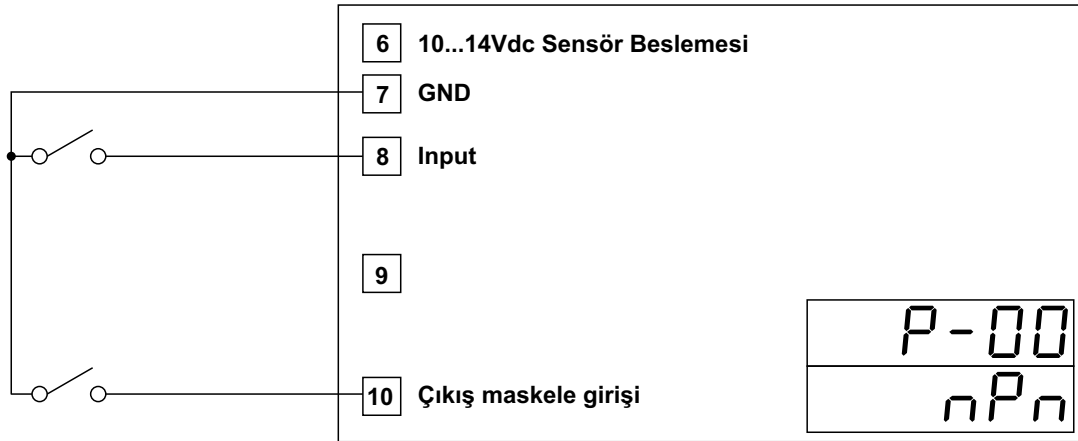 6 10...14Vdc Sensör Beslemesi
7 GND
8 Input
9
10 Çıkış maskele girişi
P-00
nPn